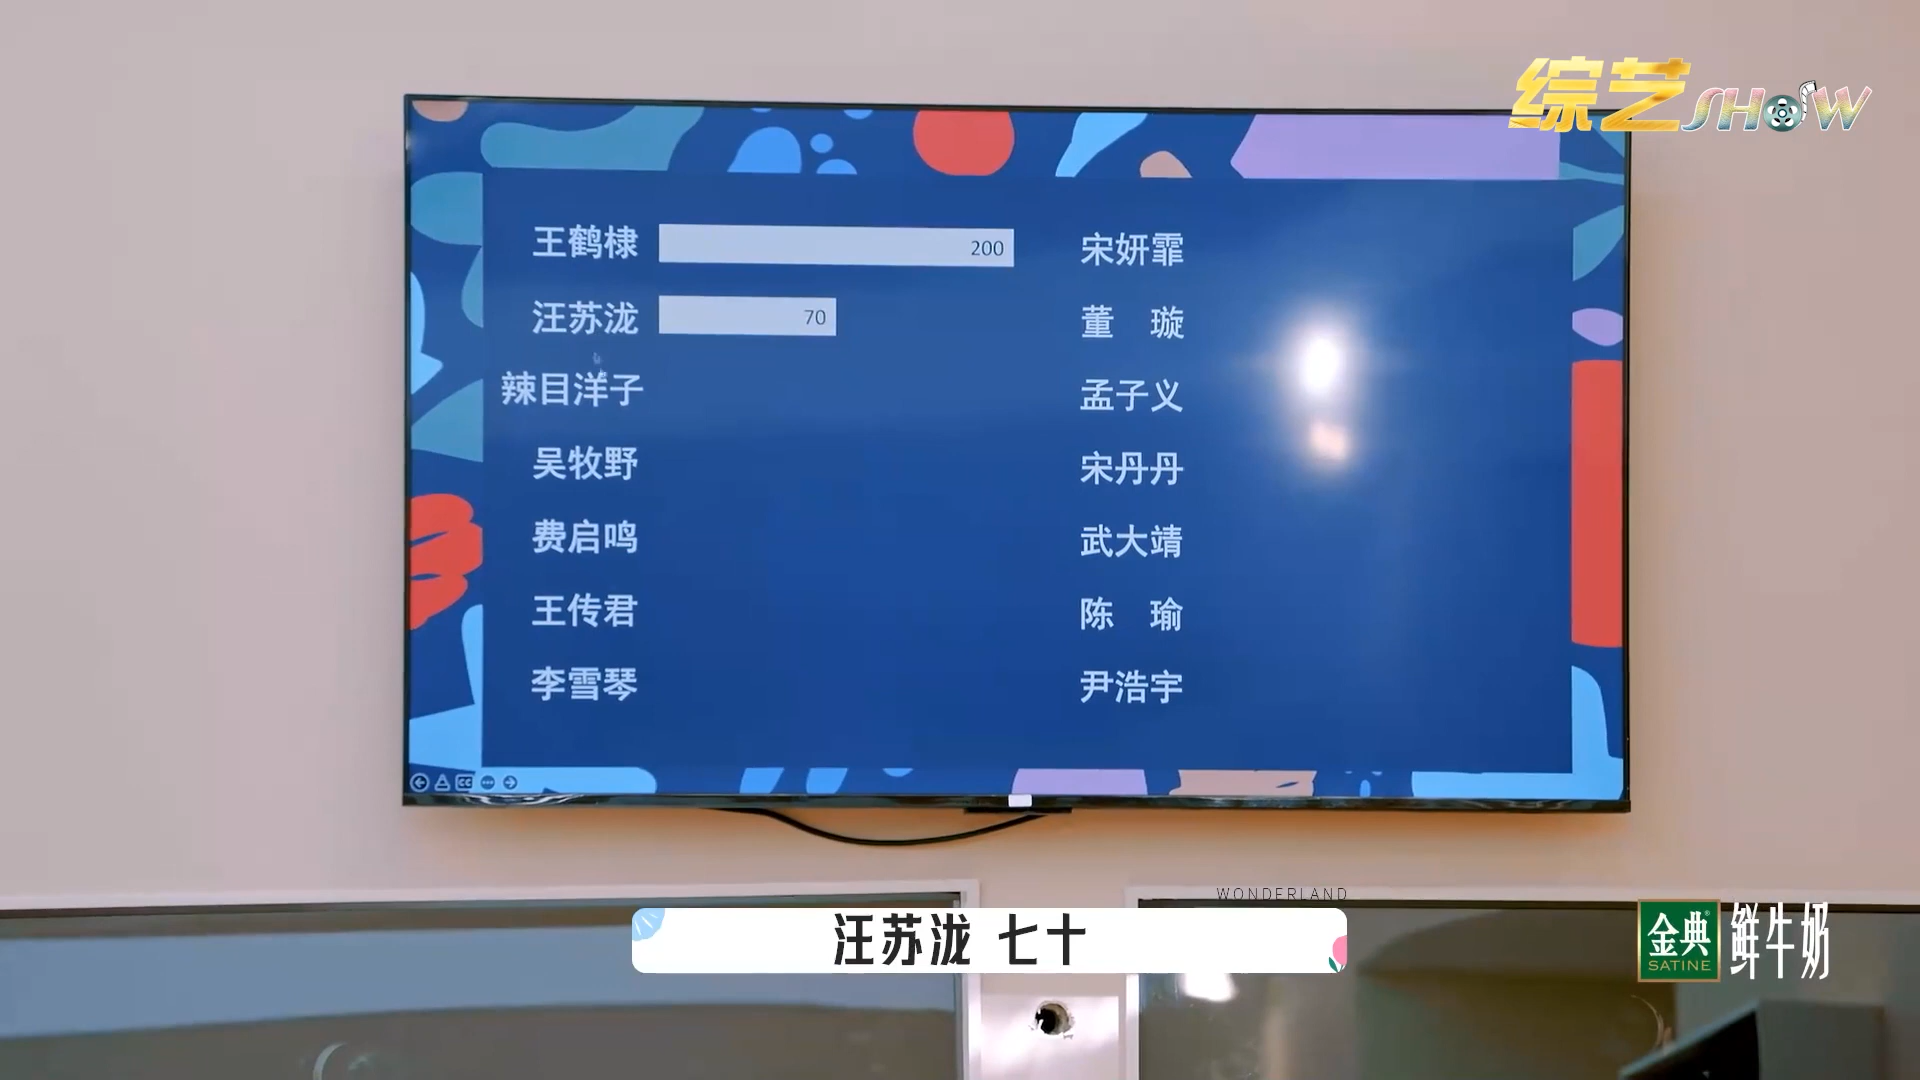 综艺SHOW
王鹤棣 200
汪苏泷 70
辣目洋子
吴牧野
费启鸣
王传君
李雪琴
宋妍霏
董 璇
孟子义
宋丹丹
武大靖
陈 瑜
尹浩宇
CC
WONDERLAND
汪苏泷 七十
金典®
SATINE
鲜牛奶